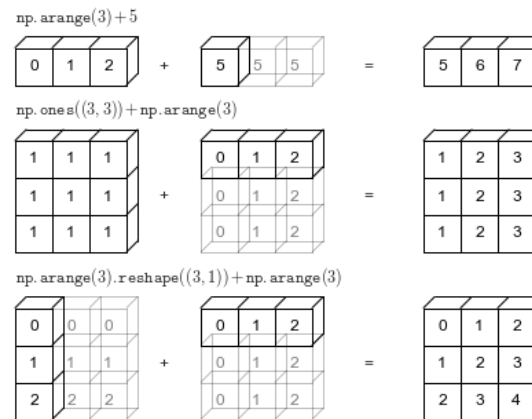 np.arange(3)+5
0 1 2 + 5 5 5 = 5 6 7
np.ones((3, 3))+np.arange(3)
1 1 1 0 1 2 1 2 3
1 1 1 + 0 1 2 = 1 2 3
1 1 1 0 1 2 1 2 3
np.arange(3).reshape((3, 1))+np.arange(3)
0 0 0 0 1 2 0 1 2
1 1 1 + 0 1 2 = 1 2 3
2 2 2 0 1 2 2 3 4